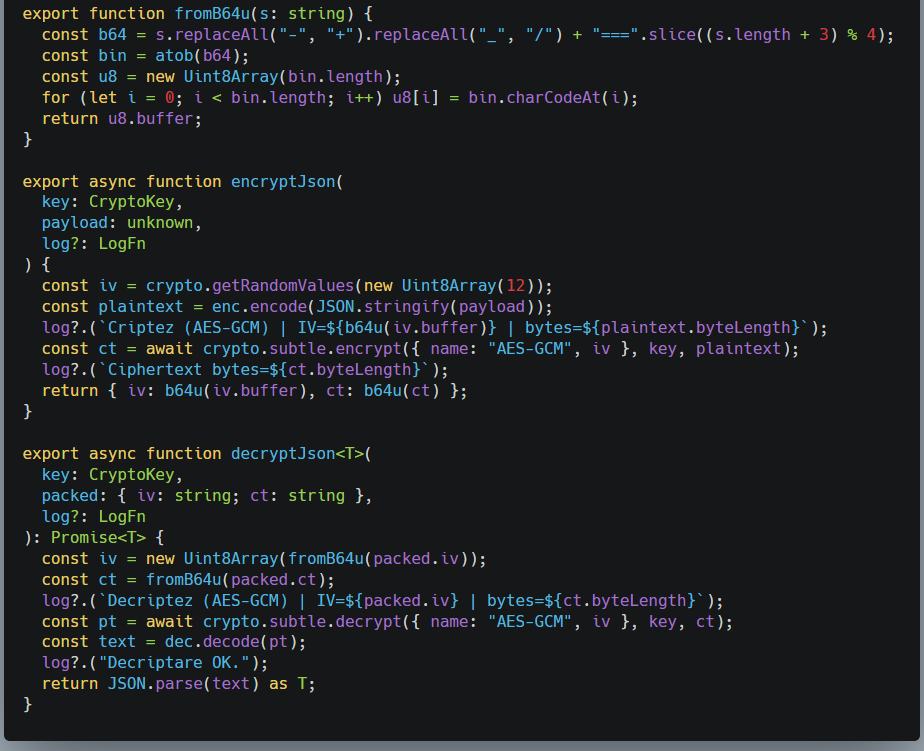 export function fromB64u(s: string) {
  const b64 = s.replaceAll("-", "+").replaceAll("_", "/") + "===".slice((s.length + 3) % 4);
  const bin = atob(b64);
  const u8 = new Uint8Array(bin.length);
  for (let i = 0; i < bin.length; i++) u8[i] = bin.charCodeAt(i);
  return u8.buffer;
}

export async function encryptJson(
  key: CryptoKey,
  payload: unknown,
  log?: LogFn
) {
  const iv = crypto.getRandomValues(new Uint8Array(12));
  const plaintext = enc.encode(JSON.stringify(payload));
  log?.(`Criptez (AES-GCM) | IV=${b64u(iv.buffer)} | bytes=${plaintext.byteLength}`);
  const ct = await crypto.subtle.encrypt({ name: "AES-GCM", iv }, key, plaintext);
  log?.(`Ciphertext bytes=${ct.byteLength}`);
  return { iv: b64u(iv.buffer), ct: b64u(ct) };
}

export async function decryptJson<T>(
  key: CryptoKey,
  packed: { iv: string; ct: string },
  log?: LogFn
): Promise<T> {
  const iv = new Uint8Array(fromB64u(packed.iv));
  const ct = fromB64u(packed.ct);
  log?.(`Decriptez (AES-GCM) | IV=${packed.iv} | bytes=${ct.byteLength}`);
  const pt = await crypto.subtle.decrypt({ name: "AES-GCM", iv }, key, ct);
  const text = dec.decode(pt);
  log?.("Decriptare OK.");
  return JSON.parse(text) as T;
}